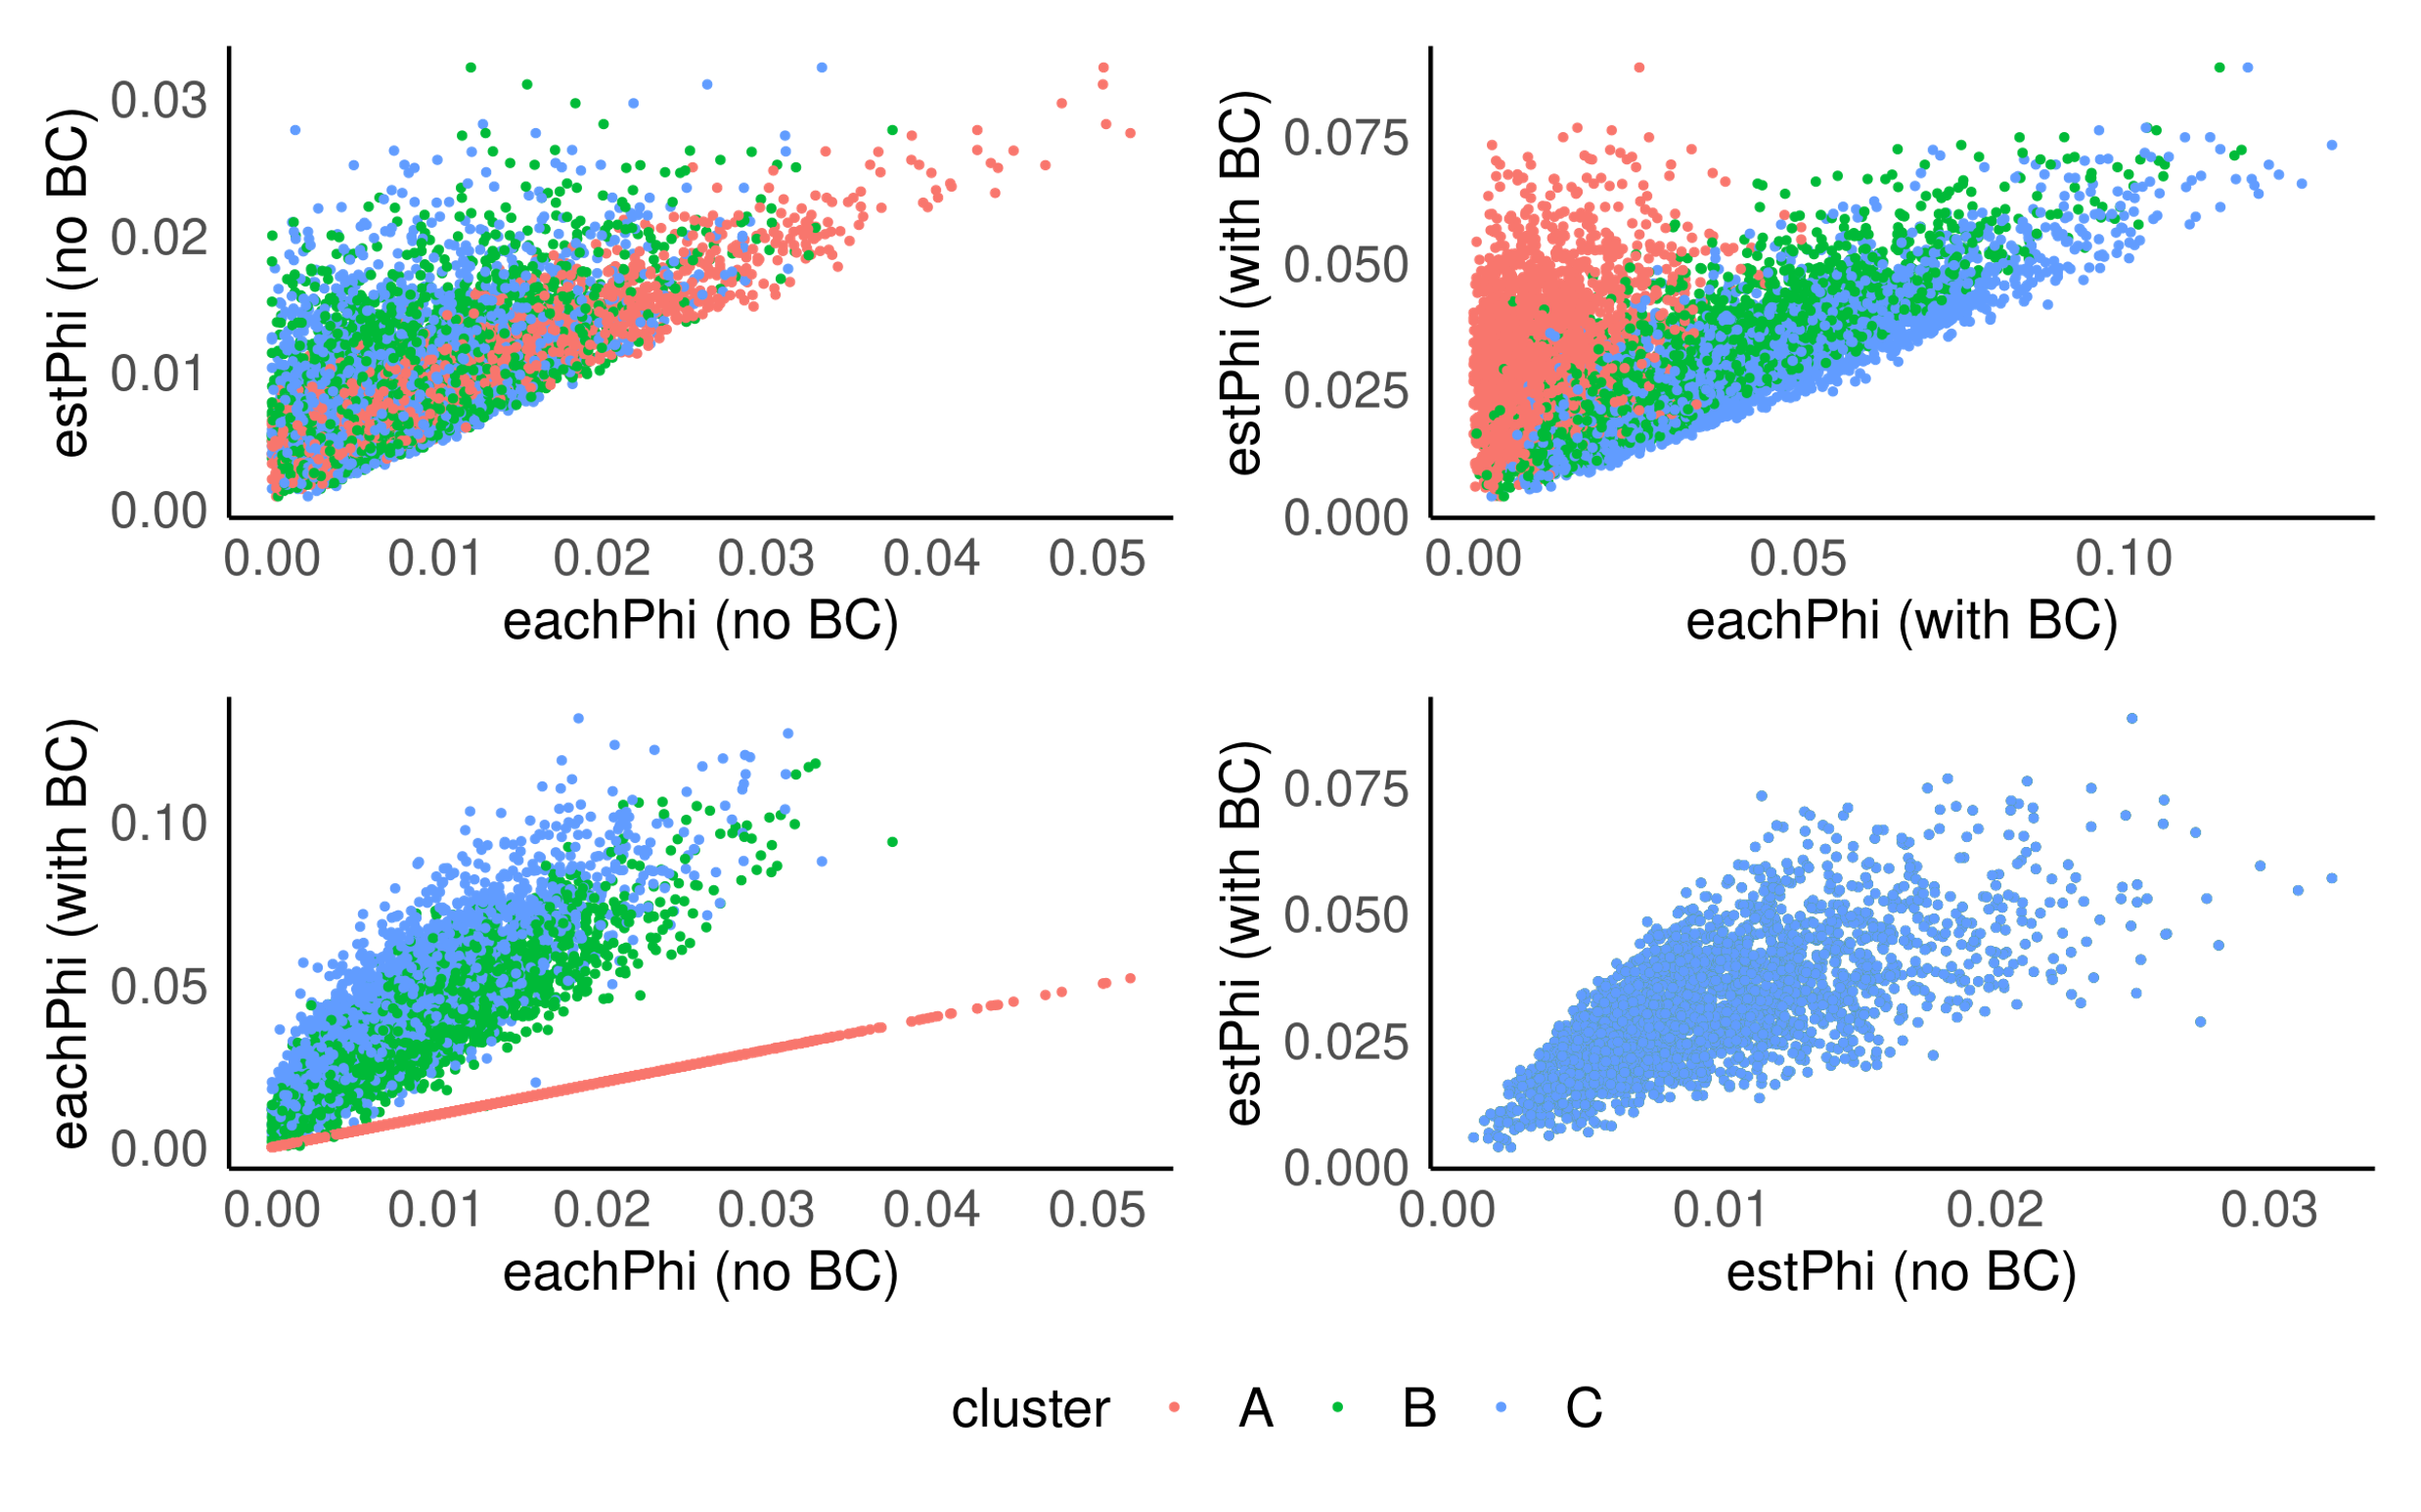 estPhi (no BC)
0.03
0.02
0.01
0.00
0.00 0.01 0.02 0.03 0.04 0.05
eachPhi (no BC)
estPhi (with BC)
0.075
0.050
0.025
0.000
0.00 0.05 0.10
eachPhi (with BC)
eachPhi (with BC)
0.10
0.05
0.00
0.00 0.01 0.02 0.03 0.04 0.05
eachPhi (no BC)
estPhi (with BC)
0.075
0.050
0.025
0.000
0.00 0.01 0.02 0.03
estPhi (no BC)
cluster A B C